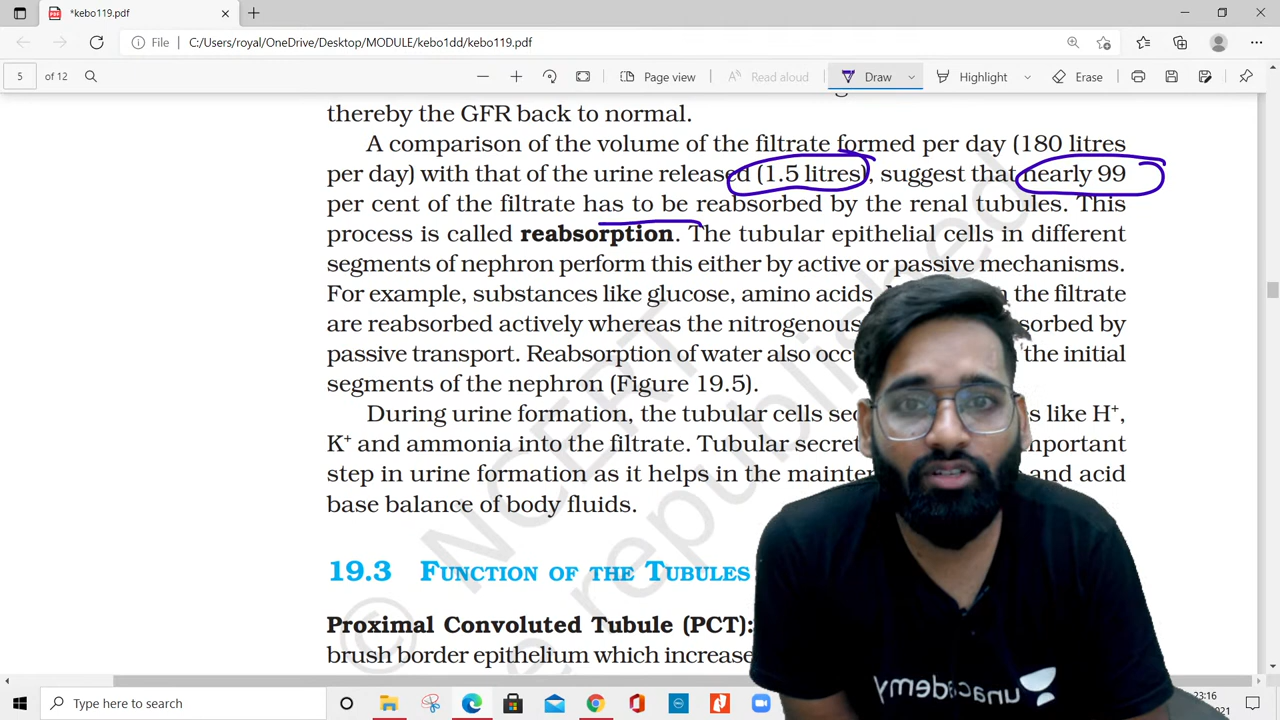 *kebo119.pdf
File C:/Users/royal/OneDrive/Desktop/MODULE/kebo1dd/kebo119.pdf
5 of 12 Page view Read aloud Draw Highlight Erase
thereby the GFR back to normal.
A comparison of the volume of the filtrate formed per day (180 litres
per day) with that of the urine released (1.5 litres), suggest that nearly 99
per cent of the filtrate has to be reabsorbed by the renal tubules. This
process is called reabsorption. The tubular epithelial cells in different
segments of nephron perform this either by active or passive mechanisms.
For example, substances like glucose, amino acids, the filtrate
are reabsorbed actively whereas the nitrogenous sorbed by
passive transport. Reabsorption of water also occ the initial
segments of the nephron (Figure 19.5).
During urine formation, the tubular cells sec s like H⁺,
K⁺ and ammonia into the filtrate. Tubular secret important
step in urine formation as it helps in the mainte and acid
base balance of body fluids.
© NCERT
be republished
19.3 FUNCTION OF THE TUBULES
Proximal Convoluted Tubule (PCT):
brush border epithelium which increase
unacademy
Type here to search
23:16
2021